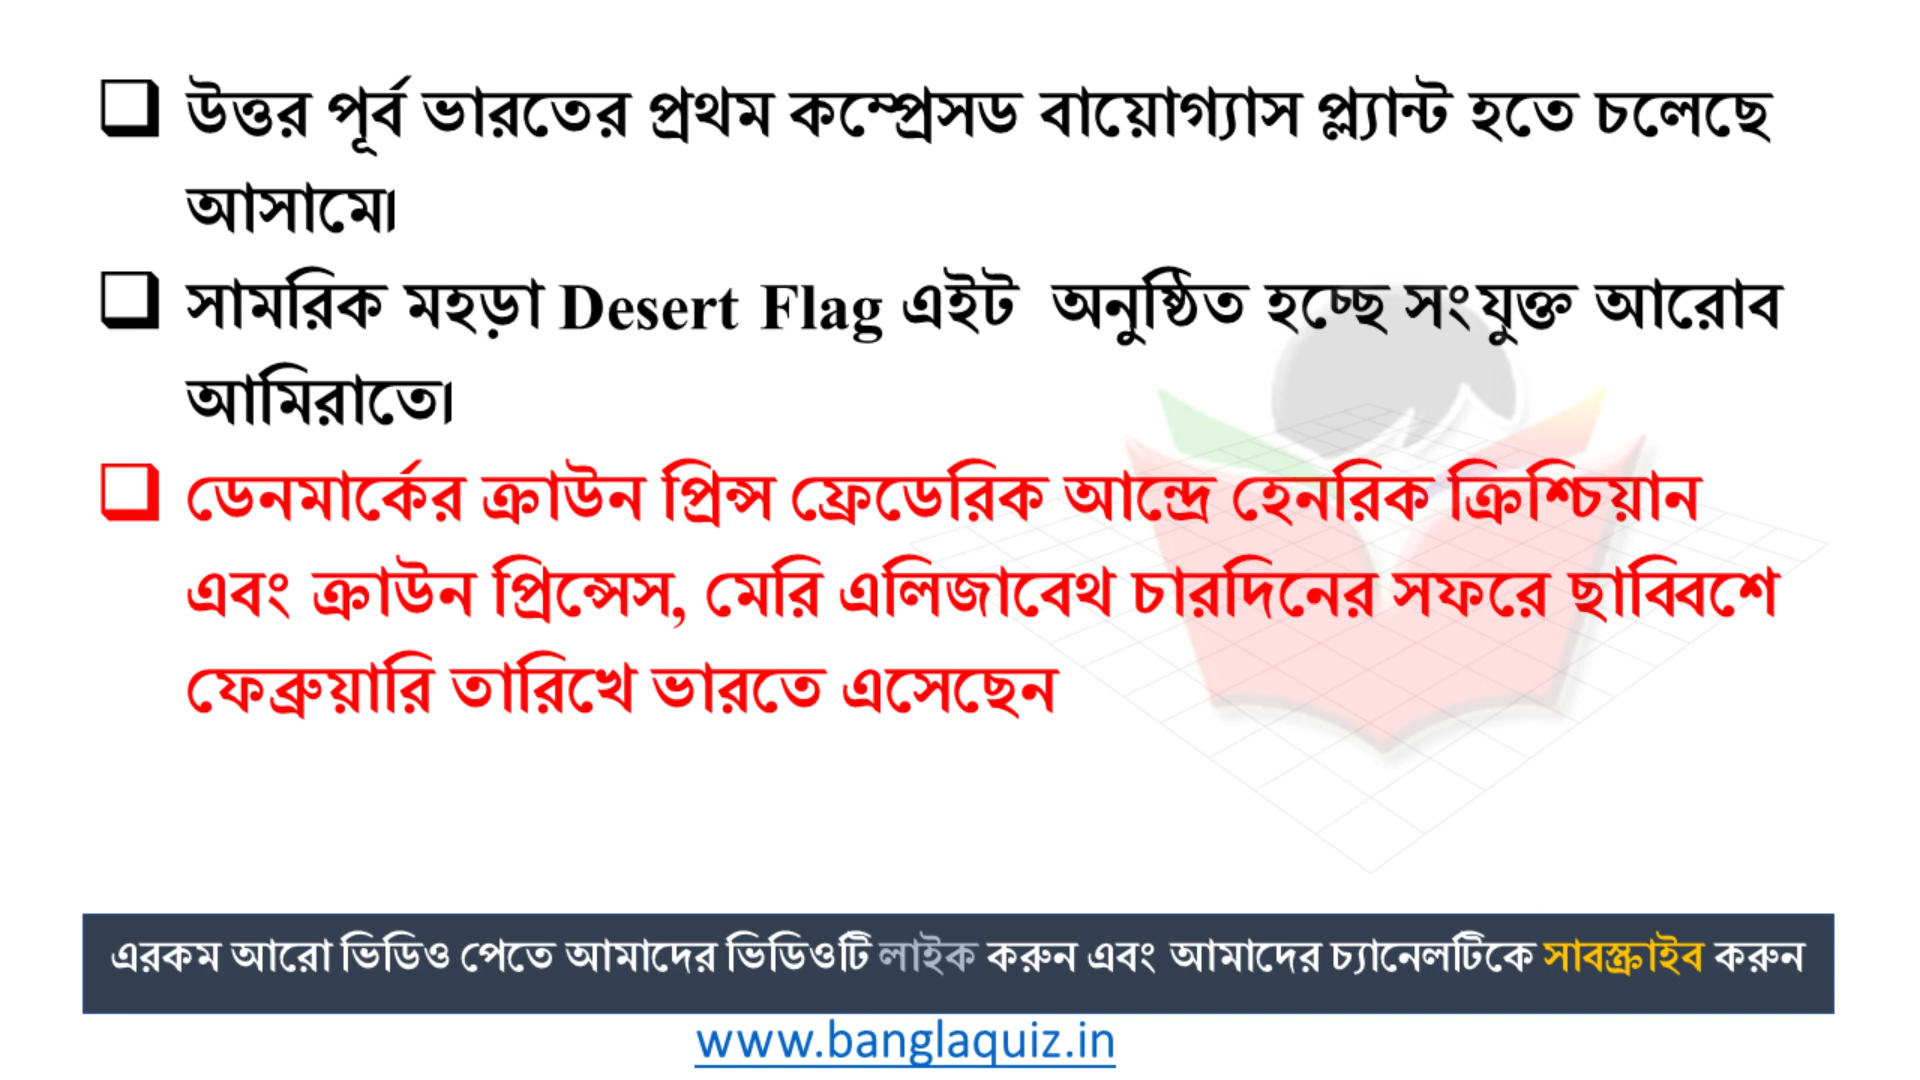 উত্তর পূর্ব ভারতের প্রথম কম্প্রেসড বায়োগ্যাস প্ল্যান্ট হতে চলেছে
আসামে।
সামরিক মহড়া Desert Flag এইট অনুষ্ঠিত হচ্ছে সংযুক্ত আরোব
আমিরাতে।
ডেনমার্কের ক্রাউন প্রিন্স ফ্রেডেরিক আন্দ্রে হেনরিক ক্রিশ্চিয়ান
এবং ক্রাউন প্রিন্সেস, মেরি এলিজাবেথ চারদিনের সফরে ছাব্বিশে
ফেব্রুয়ারি তারিখে ভারতে এসেছেন
এরকম আরো ভিডিও পেতে আমাদের ভিডিওটি লাইক করুন এবং আমাদের চ্যানেলটিকে সাবস্ক্রাইব করুন
www.banglaquiz.in